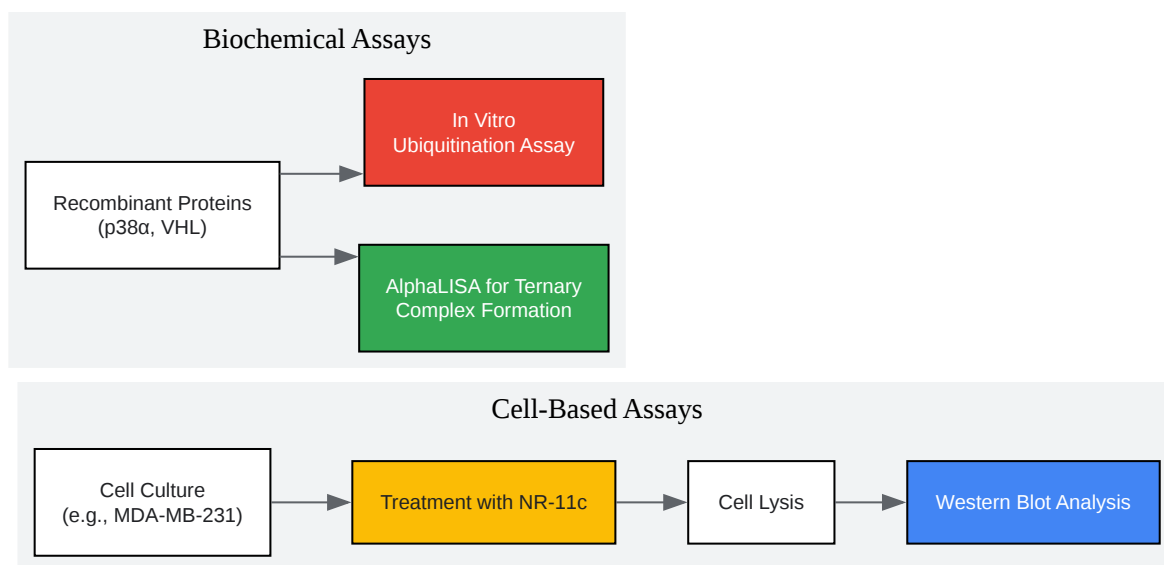 Biochemical Assays
In Vitro
Ubiquitination Assay
Recombinant Proteins
(p38α, VHL)
AlphaLISA for Ternary
Complex Formation
Cell-Based Assays
Cell Culture
(e.g., MDA-MB-231)
Treatment with NR-11c
Cell Lysis
Western Blot Analysis